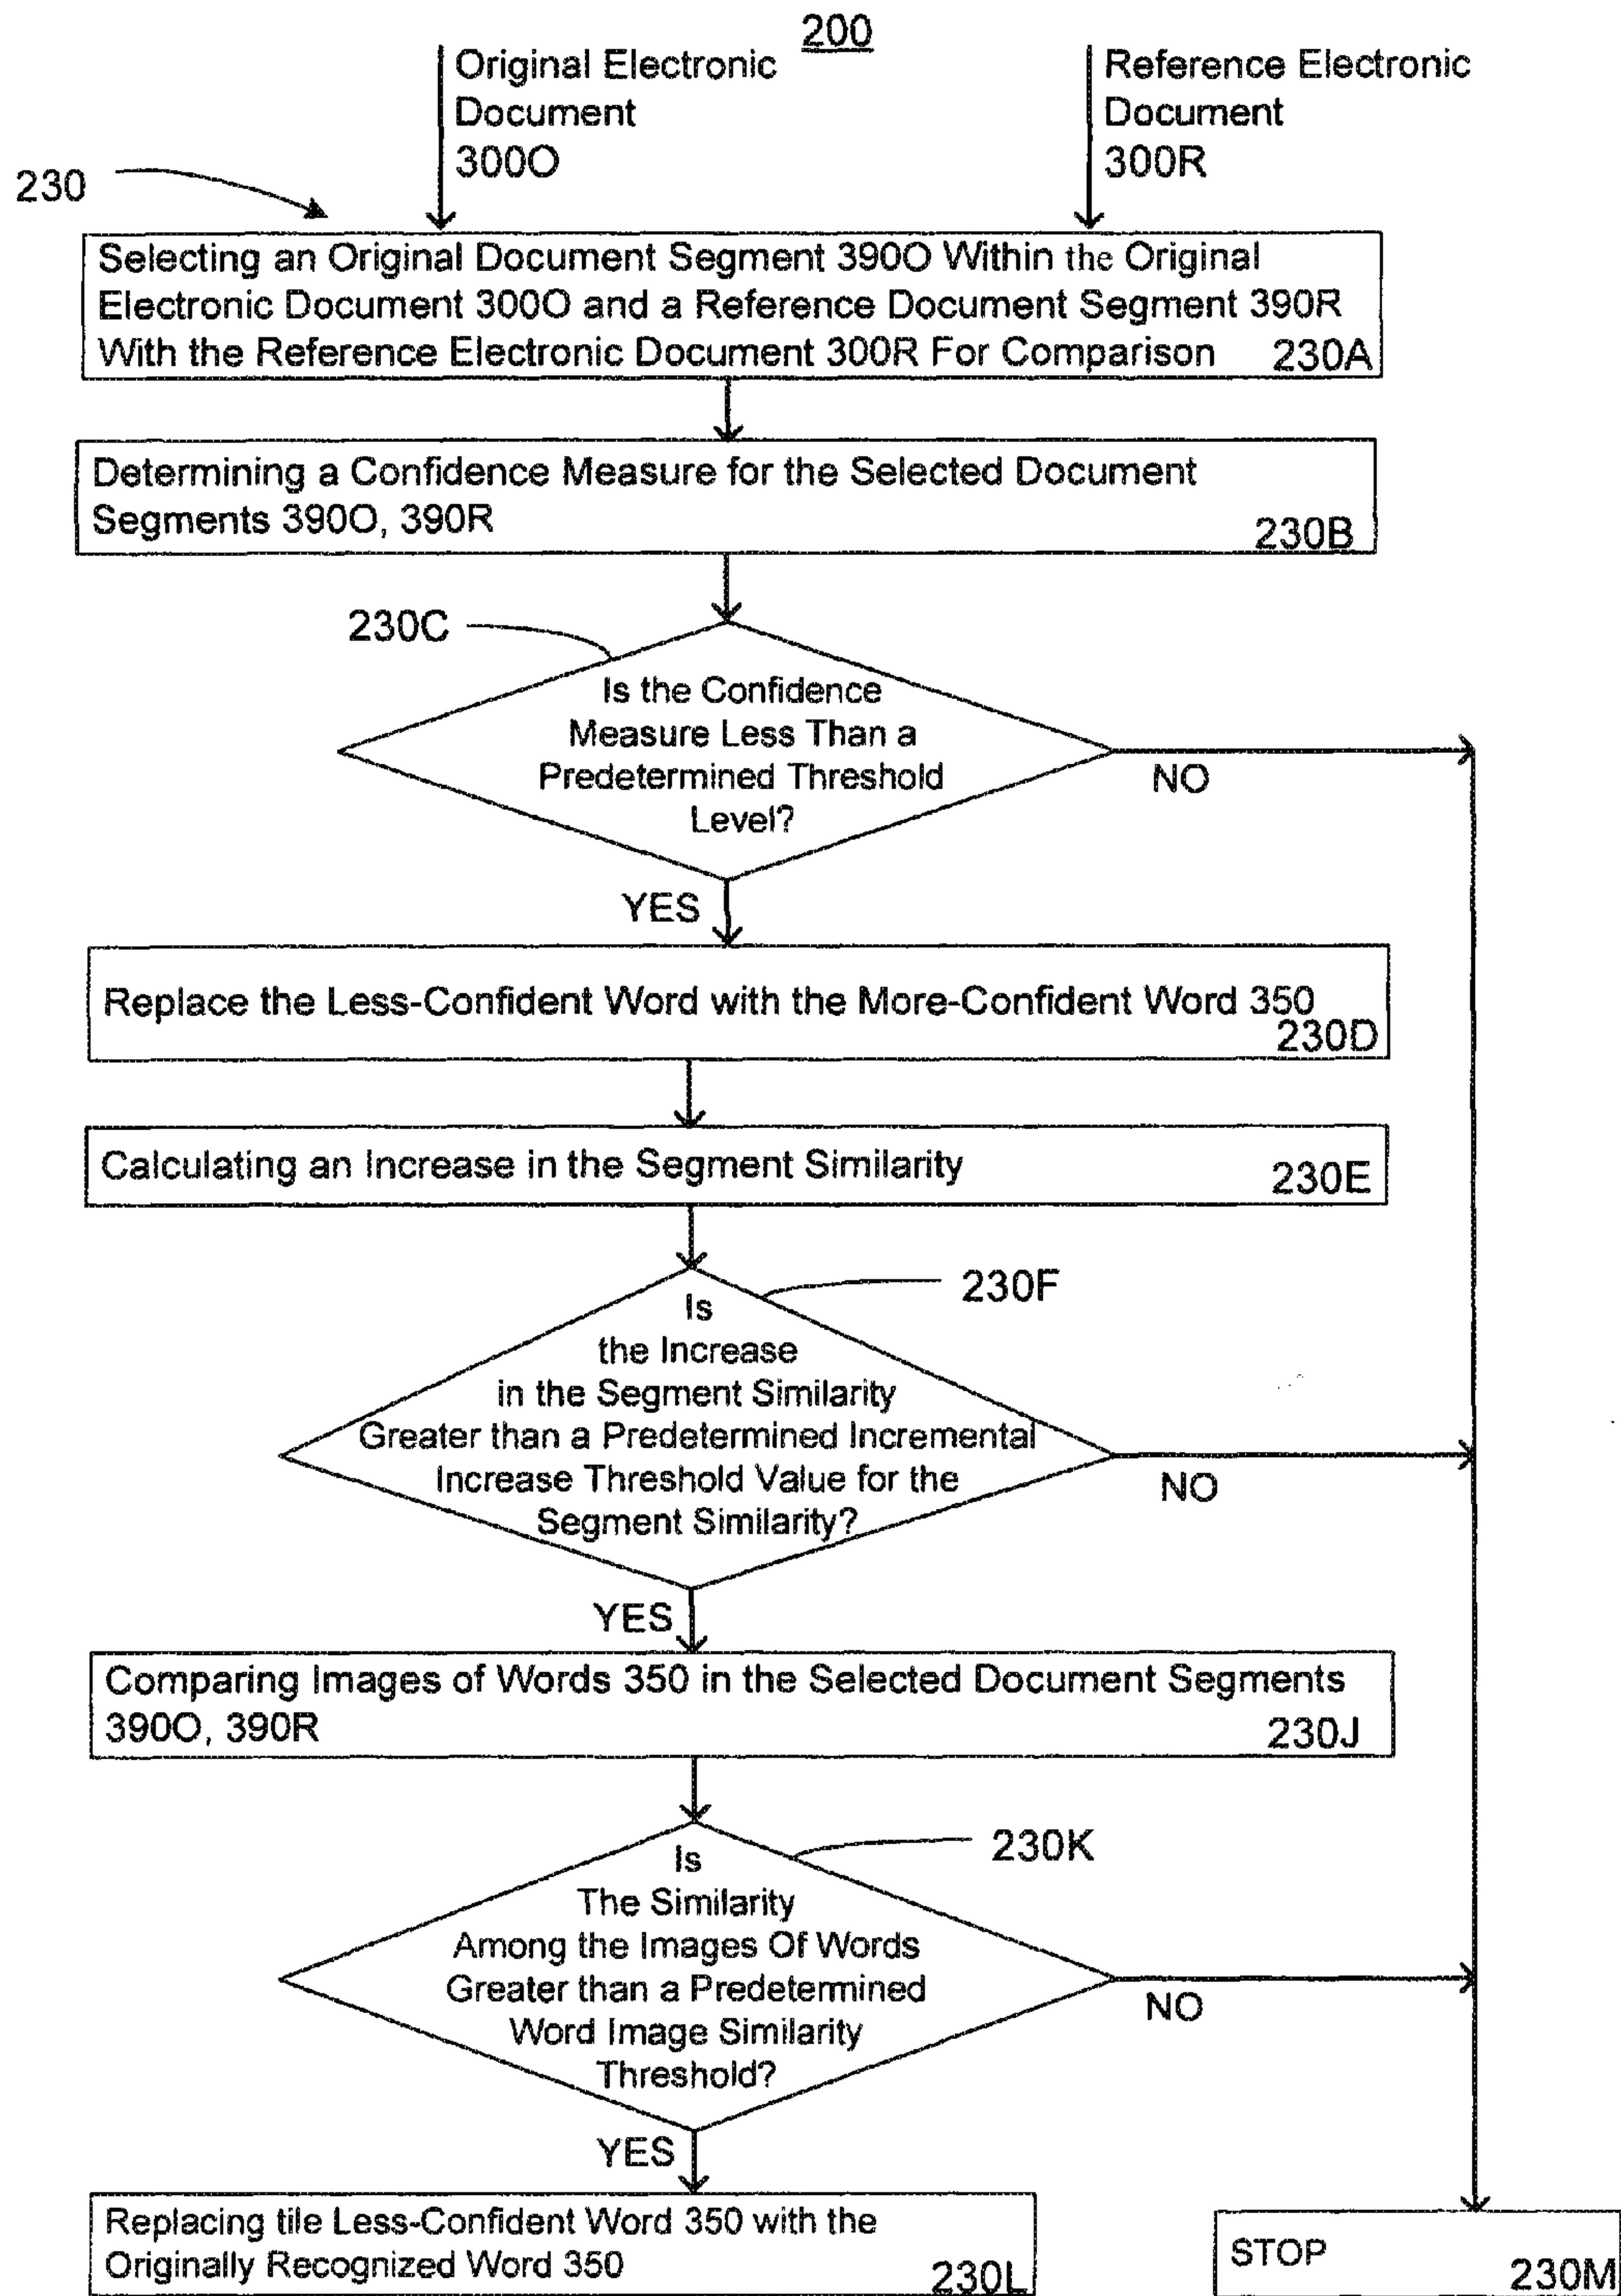 200
Original Electronic
Document
300O
Reference Electronic
Document
300R
230
Selecting an Original Document Segment 390O Within the Original
Electronic Document 300O and a Reference Document Segment 390R
With the Reference Electronic Document 300R For Comparison 230A
Determining a Confidence Measure for the Selected Document
Segments 390O, 390R 230B
230C
Is the Confidence
Measure Less Than a
Predetermined Threshold
Level?
NO
YES
Replace the Less-Confident Word with the More-Confident Word 350
230D
Calculating an Increase in the Segment Similarity 230E
230F
Is
the Increase
in the Segment Similarity
Greater than a Predetermined Incremental
Increase Threshold Value for the
Segment Similarity?
NO
YES
Comparing Images of Words 350 in the Selected Document Segments
390O, 390R 230J
230K
Is
The Similarity
Among the Images Of Words
Greater than a Predetermined
Word Image Similarity
Threshold?
NO
YES
Replacing tile Less-Confident Word 350 with the
Originally Recognized Word 350 230L
STOP 230M